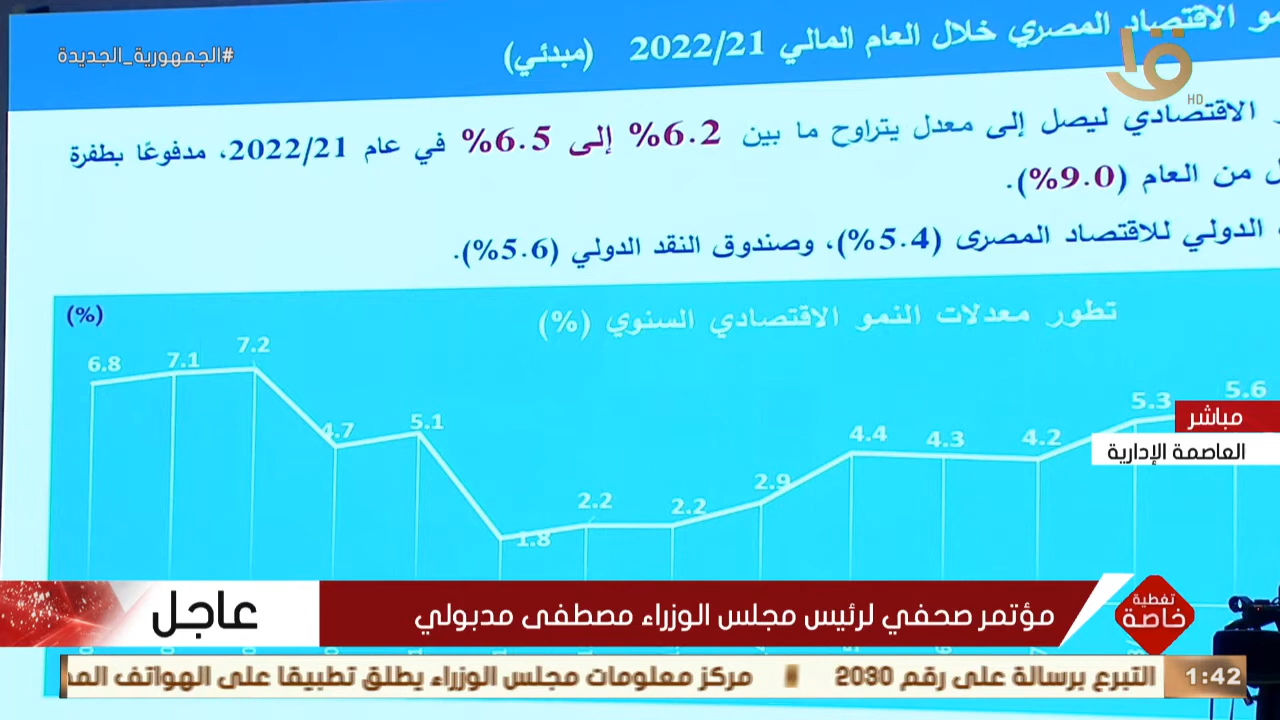 #الجمهورية_الجديدة
الاقتصاد المصري خلال العام المالي 2022/21 (مبدئي)
HD
الاقتصادي ليصل إلى معدل يتراوح ما بين 6.2% إلى 6.5% في عام 2022/21، مدفوعًا بطفرة
من العام (9.0%).
الدولي للاقتصاد المصرى (5.4%)، وصندوق النقد الدولي (5.6%).
(%)
تطور معدلات النمو الاقتصادي السنوي (%)
6.8 7.1 7.2 4.7 5.1 1.8 2.2 2.2 2.9 4.4 4.3 4.2 5.3 5.6
مباشر
العاصمة الإدارية
تغطية
خاصة
مؤتمر صحفي لرئيس مجلس الوزراء مصطفى مدبولي
عاجل
1:42
التبرع برسالة على رقم 2030 مركز معلومات مجلس الوزراء يطلق تطبيقا على الهواتف